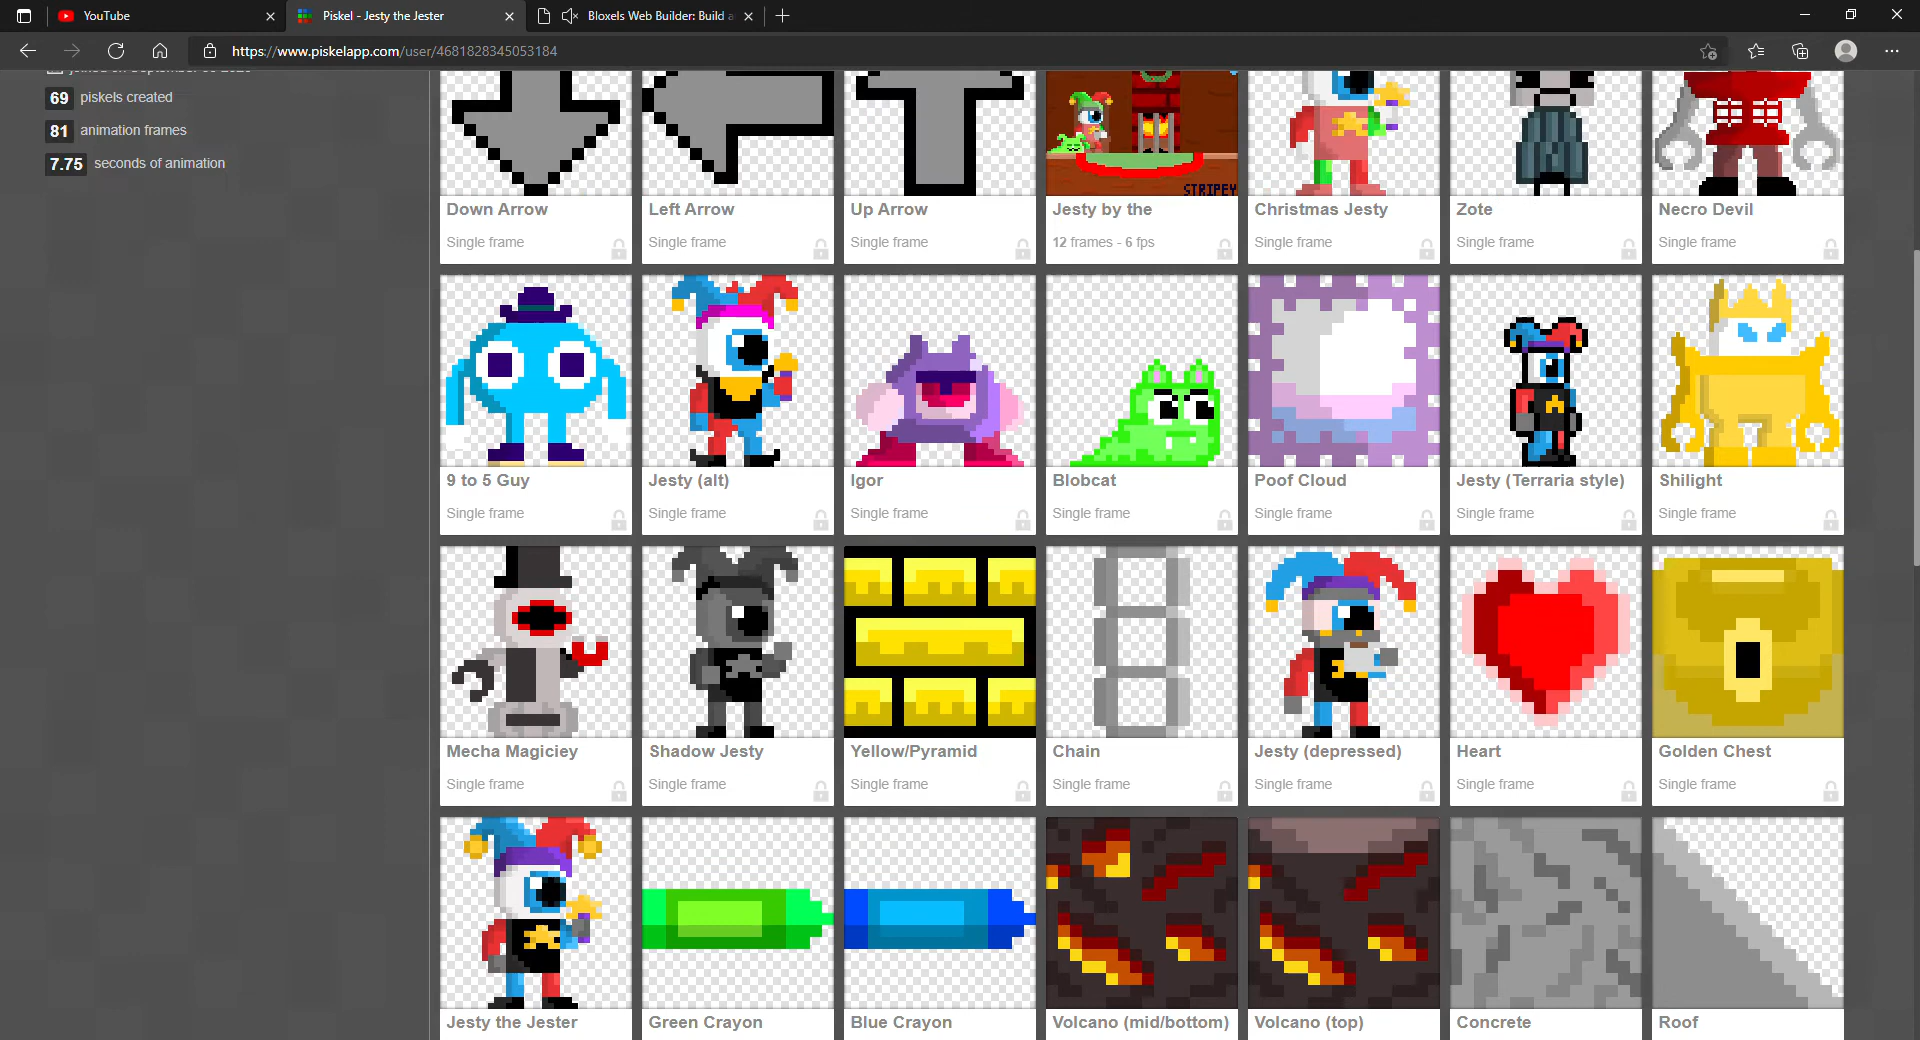 YouTube
Piskel - Jesty the Jester
Bloxels Web Builder: Build a
https://www.piskelapp.com/user/4681828345053184
69 piskels created
81 animation frames
7.75 seconds of animation
STRIPEY
Down Arrow
Left Arrow
Up Arrow
Jesty by the
Christmas Jesty
Zote
Necro Devil
Single frame
Single frame
Single frame
12 frames - 6 fps
Single frame
Single frame
Single frame
9 to 5 Guy
Jesty (alt)
Igor
Blobcat
Poof Cloud
Jesty (Terraria style)
Shilight
Single frame
Single frame
Single frame
Single frame
Single frame
Single frame
Single frame
Mecha Magiciey
Shadow Jesty
Yellow/Pyramid
Chain
Jesty (depressed)
Heart
Golden Chest
Single frame
Single frame
Single frame
Single frame
Single frame
Single frame
Single frame
Jesty the Jester
Green Crayon
Blue Crayon
Volcano (mid/bottom)
Volcano (top)
Concrete
Roof